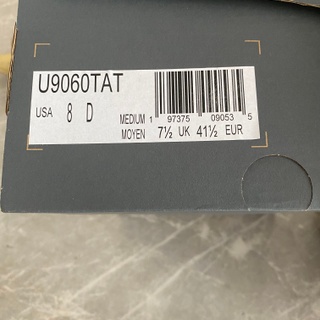 U9060TAT
USA 8 D
MEDIUM 1 97375 09053 5
MOYEN 7½ UK 41½ EUR